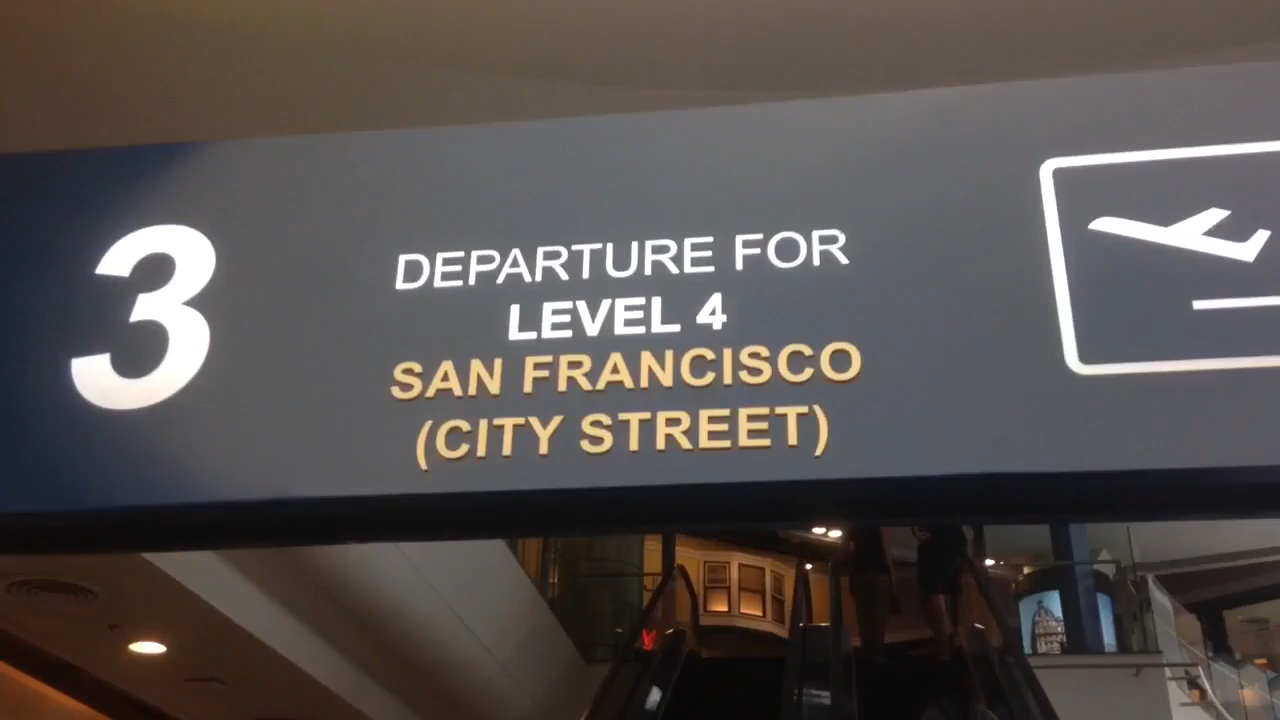 3
DEPARTURE FOR
LEVEL 4
SAN FRANCISCO
(CITY STREET)